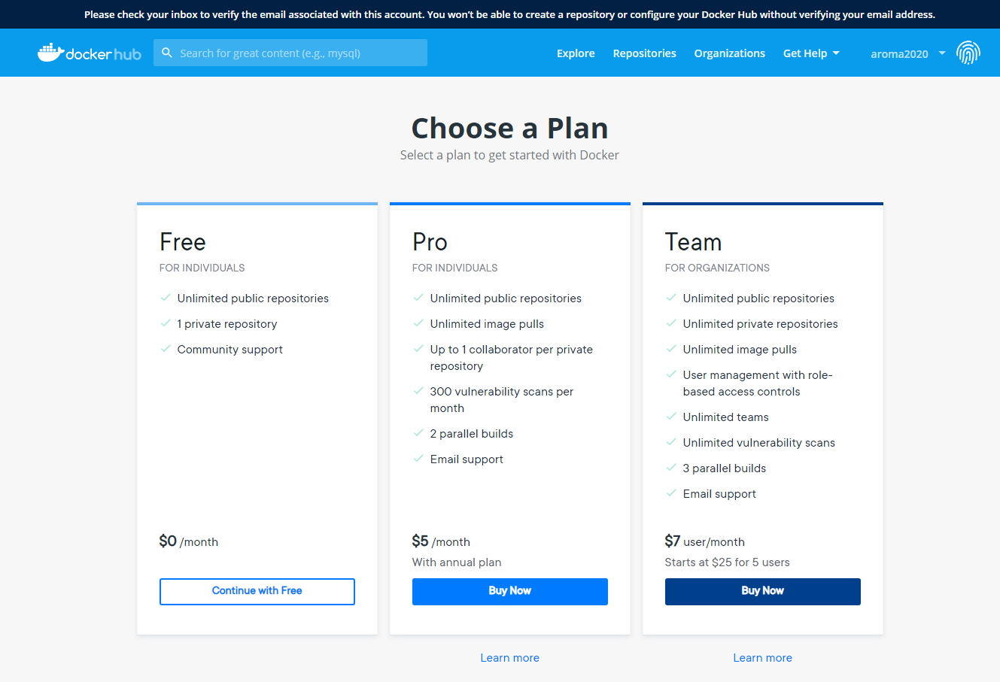 Please check your inbox to verify the email associated with this account. You won't be able to create a repository or configure your Docker Hub without verifying your email address.
docker hub
Search for great content (e.g., mysql)
Explore
Repositories
Organizations
Get Help
aroma2020
Choose a Plan
Select a plan to get started with Docker
Free
FOR INDIVIDUALS
Unlimited public repositories
1 private repository
Community support
$0 /month
Continue with Free
Pro
FOR INDIVIDUALS
Unlimited public repositories
Unlimited image pulls
Up to 1 collaborator per private
repository
300 vulnerability scans per
month
2 parallel builds
Email support
$5 /month
With annual plan
Buy Now
Learn more
Team
FOR ORGANIZATIONS
Unlimited public repositories
Unlimited private repositories
Unlimited image pulls
User management with role-
based access controls
Unlimited teams
Unlimited vulnerability scans
3 parallel builds
Email support
$7 user/month
Starts at $25 for 5 users
Buy Now
Learn more